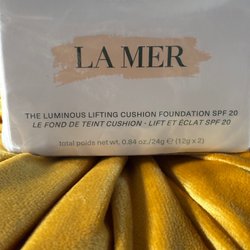 LA MER
THE LUMINOUS LIFTING CUSHION FOUNDATION SPF 20
LE FOND DE TEINT CUSHION - LIFT ET ÉCLAT SPF 20
total poids net wt. 0.84 oz./24g ℮ (12g x 2)